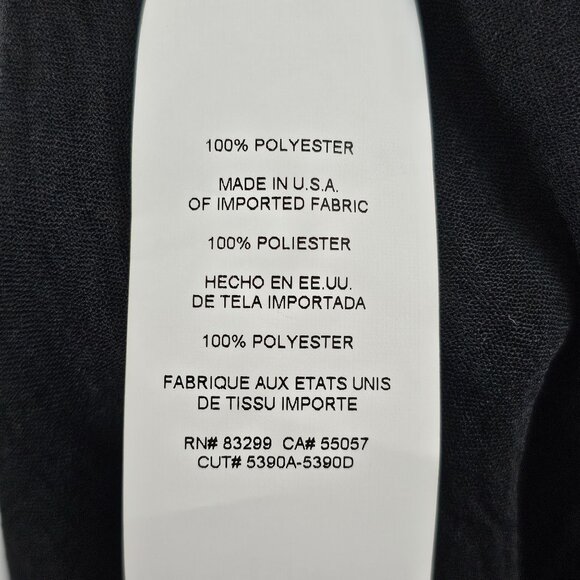 100% POLYESTER
MADE IN U.S.A.
OF IMPORTED FABRIC
100% POLIESTER
HECHO EN EE.UU.
DE TELA IMPORTADA
100% POLYESTER
FABRIQUE AUX ETATS UNIS
DE TISSU IMPORTE
RN# 83299 CA# 55057
CUT# 5390A-5390D